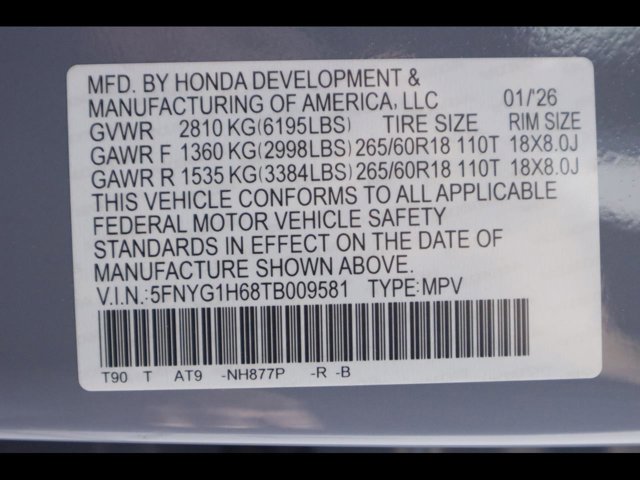 MFD. BY HONDA DEVELOPMENT &
MANUFACTURING OF AMERICA, LLC 01/'26
GVWR 2810 KG(6195LBS) TIRE SIZE RIM SIZE
GAWR F 1360 KG(2998LBS) 265/60R18 110T 18X8.0J
GAWR R 1535 KG(3384LBS) 265/60R18 110T 18X8.0J
THIS VEHICLE CONFORMS TO ALL APPLICABLE
FEDERAL MOTOR VEHICLE SAFETY
STANDARDS IN EFFECT ON THE DATE OF
MANUFACTURE SHOWN ABOVE.
V.I.N.:5FNYG1H68TB009581 TYPE:MPV
T90 T AT9 -NH877P -R -B